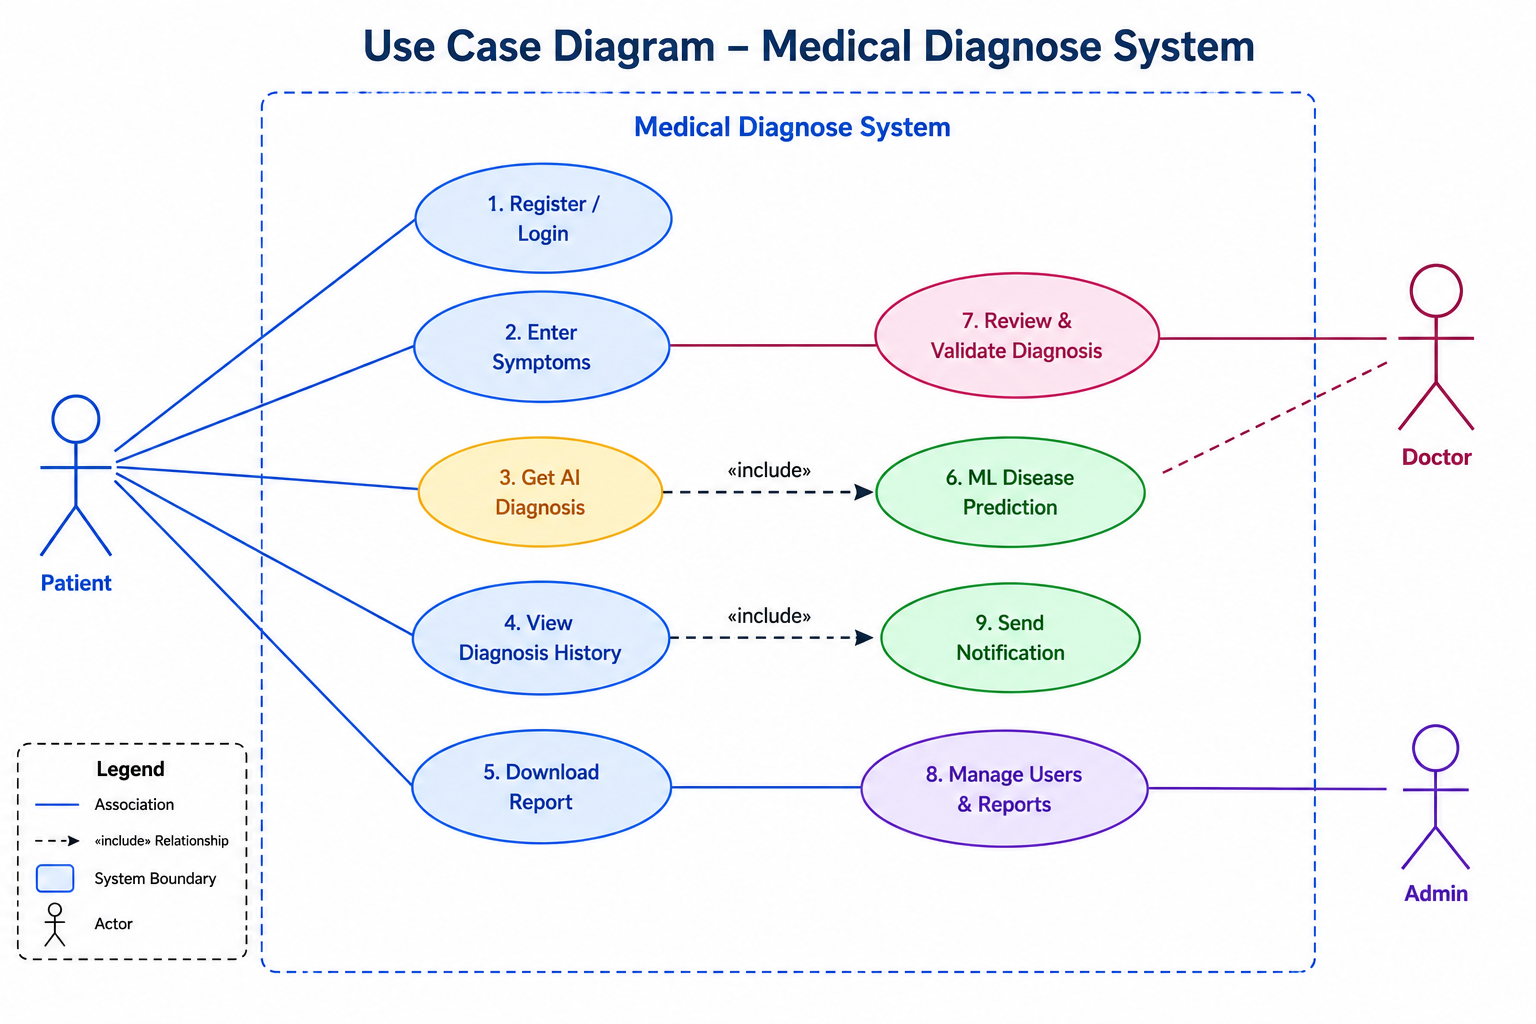 Use Case Diagram – Medical Diagnose System
Medical Diagnose System
1. Register /
Login
2. Enter
Symptoms
7. Review &
Validate Diagnosis
3. Get AI
Diagnosis
«include»
6. ML Disease
Prediction
Doctor
Patient
4. View
Diagnosis History
«include»
9. Send
Notification
5. Download
Report
8. Manage Users
& Reports
Admin
Legend
Association
«include» Relationship
System Boundary
Actor